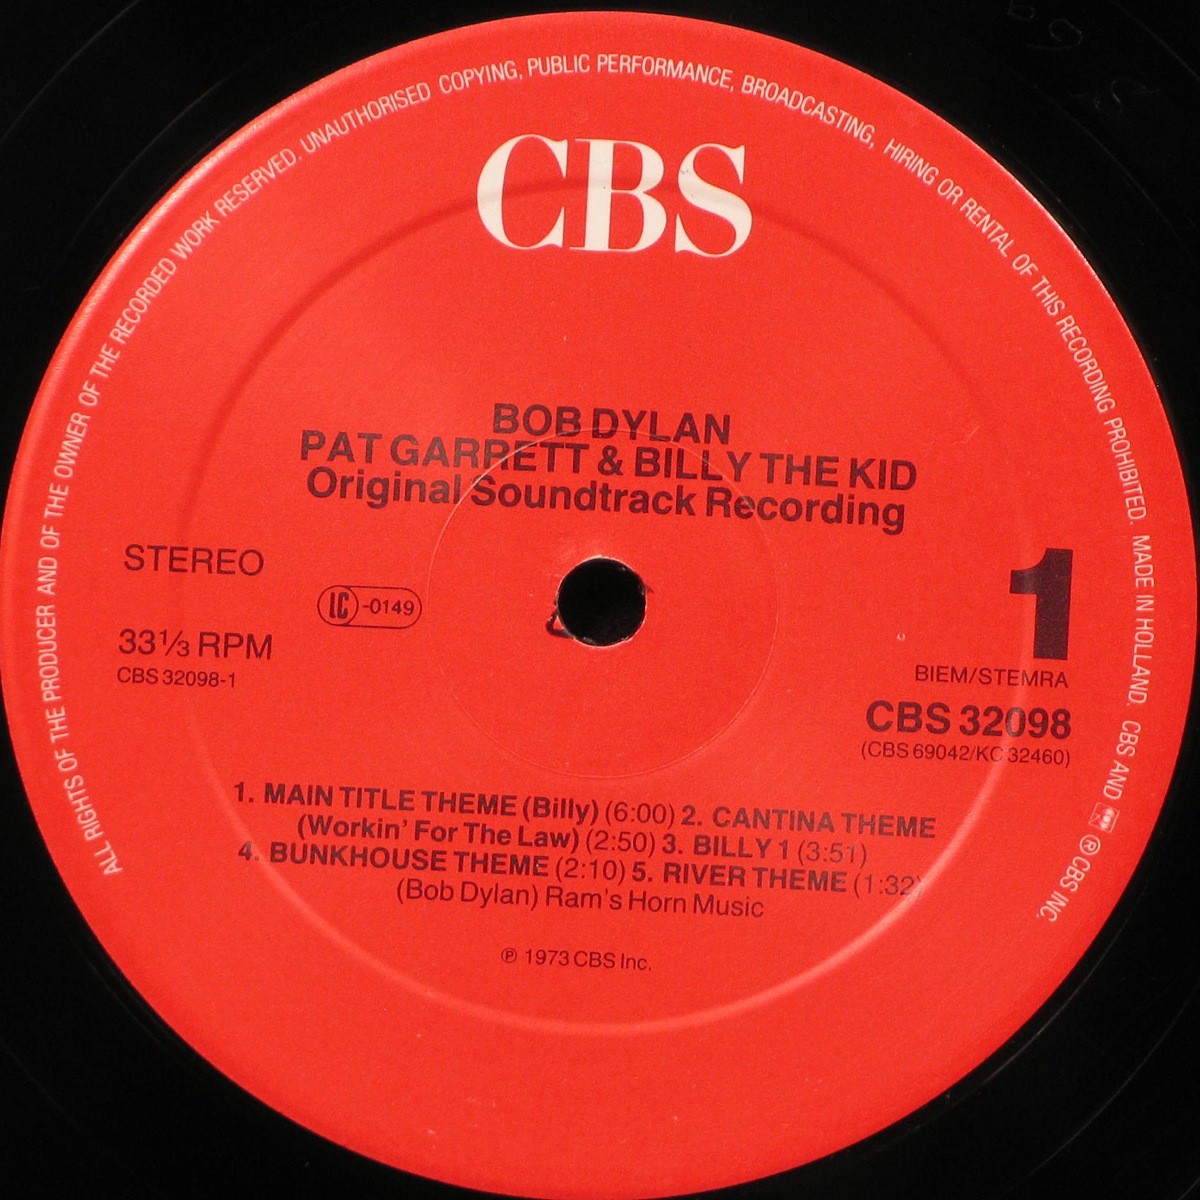 ALL RIGHTS OF THE PRODUCER AND OF THE OWNER OF THE RECORDED WORK RESERVED. UNAUTHORISED COPYING, PUBLIC PERFORMANCE, BROADCASTING, HIRING OR RENTAL OF THIS RECORDING PROHIBITED. MADE IN HOLLAND. CBS AND ℗ CBS INC.
CBS
BOB DYLAN
PAT GARRETT & BILLY THE KID
Original Soundtrack Recording
STEREO
LC-0149
33 1/3 RPM
CBS 32098-1
1
BIEM/STEMRA
CBS 32098
(CBS 69042/KC 32460)
1. MAIN TITLE THEME (Billy) (6:00) 2. CANTINA THEME
(Workin' For The Law) (2:50) 3. BILLY 1 (3:51)
4. BUNKHOUSE THEME (2:10) 5. RIVER THEME (1:32)
(Bob Dylan) Ram's Horn Music
℗ 1973 CBS Inc.